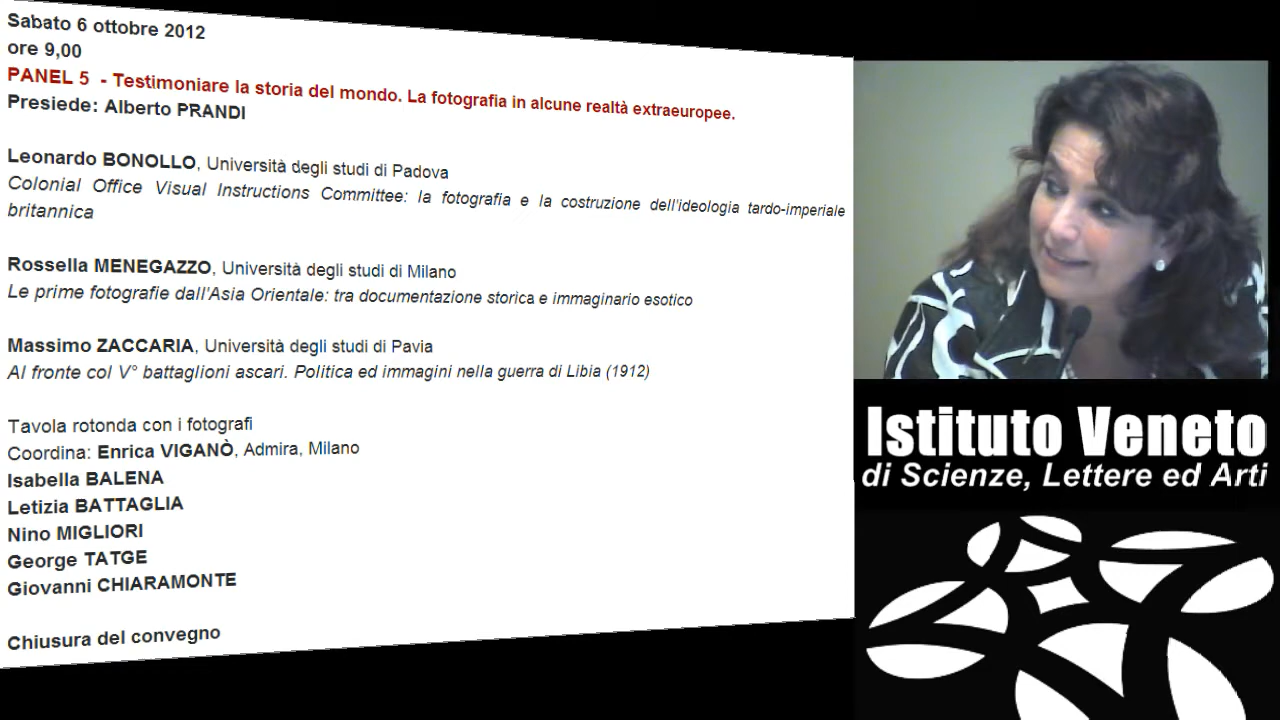 Sabato 6 ottobre 2012
ore 9,00
PANEL 5 - Testimoniare la storia del mondo. La fotografia in alcune realtà extraeuropee.
Presiede: Alberto PRANDI
Leonardo BONOLLO, Università degli studi di Padova
Colonial Office Visual Instructions Committee: la fotografia e la costruzione dell'ideologia tardo-imperiale
britannica
Rossella MENEGAZZO, Università degli studi di Milano
Le prime fotografie dall'Asia Orientale: tra documentazione storica e immaginario esotico
Massimo ZACCARIA, Università degli studi di Pavia
Al fronte col V° battaglioni ascari. Politica ed immagini nella guerra di Libia (1912)
Tavola rotonda con i fotografi
Coordina: Enrica VIGANÒ, Admira, Milano
Isabella BALENA
Letizia BATTAGLIA
Nino MIGLIORI
George TATGE
Giovanni CHIARAMONTE
Chiusura del convegno
Istituto Veneto
di Scienze, Lettere ed Arti